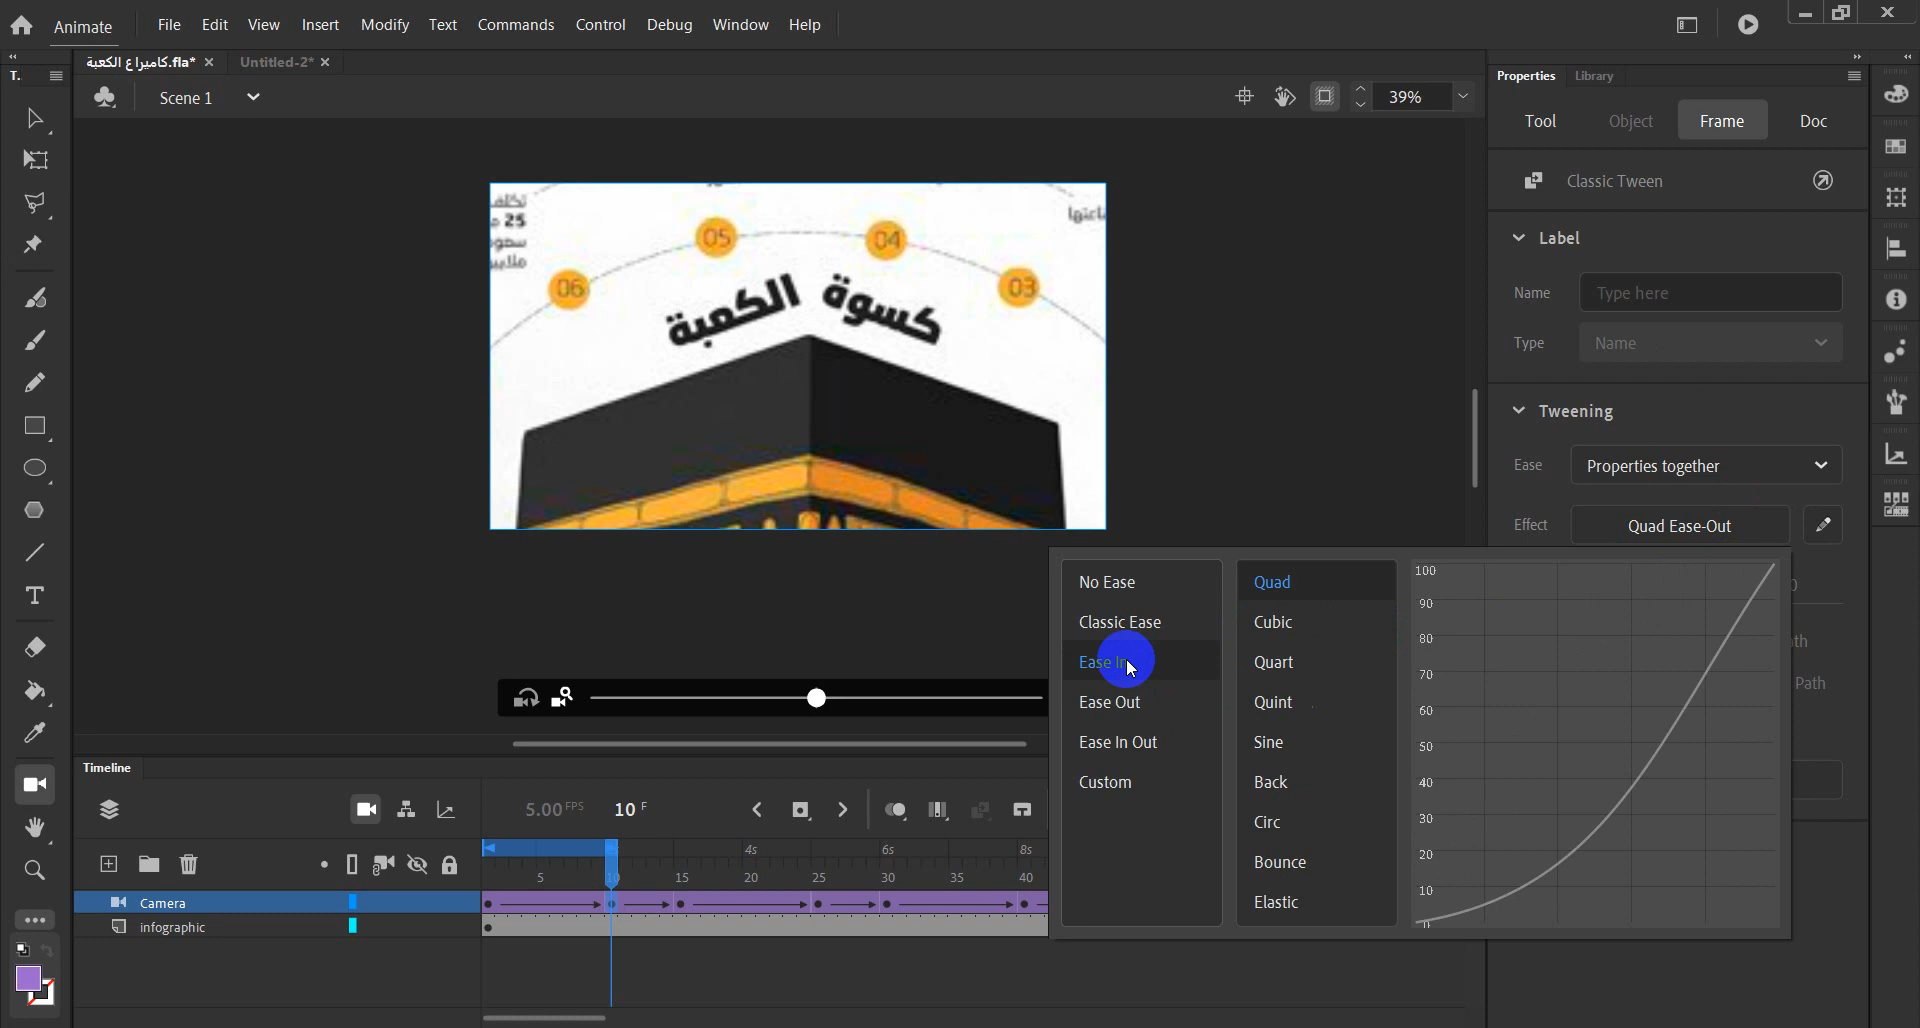 Animate File Edit View Insert Modify Text Commands Control Debug Window Help
كاميرا ع الكعبة.fla* Untitled-2*
T.
Scene 1 39%
Properties Library
Tool Object Frame Doc
Classic Tween
Label
Name Type here
Type Name
Tweening
Ease Properties together
Effect Quad Ease-Out
تكلف
25
سعود
ملايين
05
04
06
03
كسوة الكعبة
No Ease
Classic Ease
Ease In
Ease Out
Ease In Out
Custom
Quad
Cubic
Quart
Quint
Sine
Back
Circ
Bounce
Elastic
100
90
80
70
60
50
40
30
20
10
0
Path
Timeline
5.00 FPS 10 F
4s 6s 8s
5 10 15 20 25 30 35 40
Camera
infographic